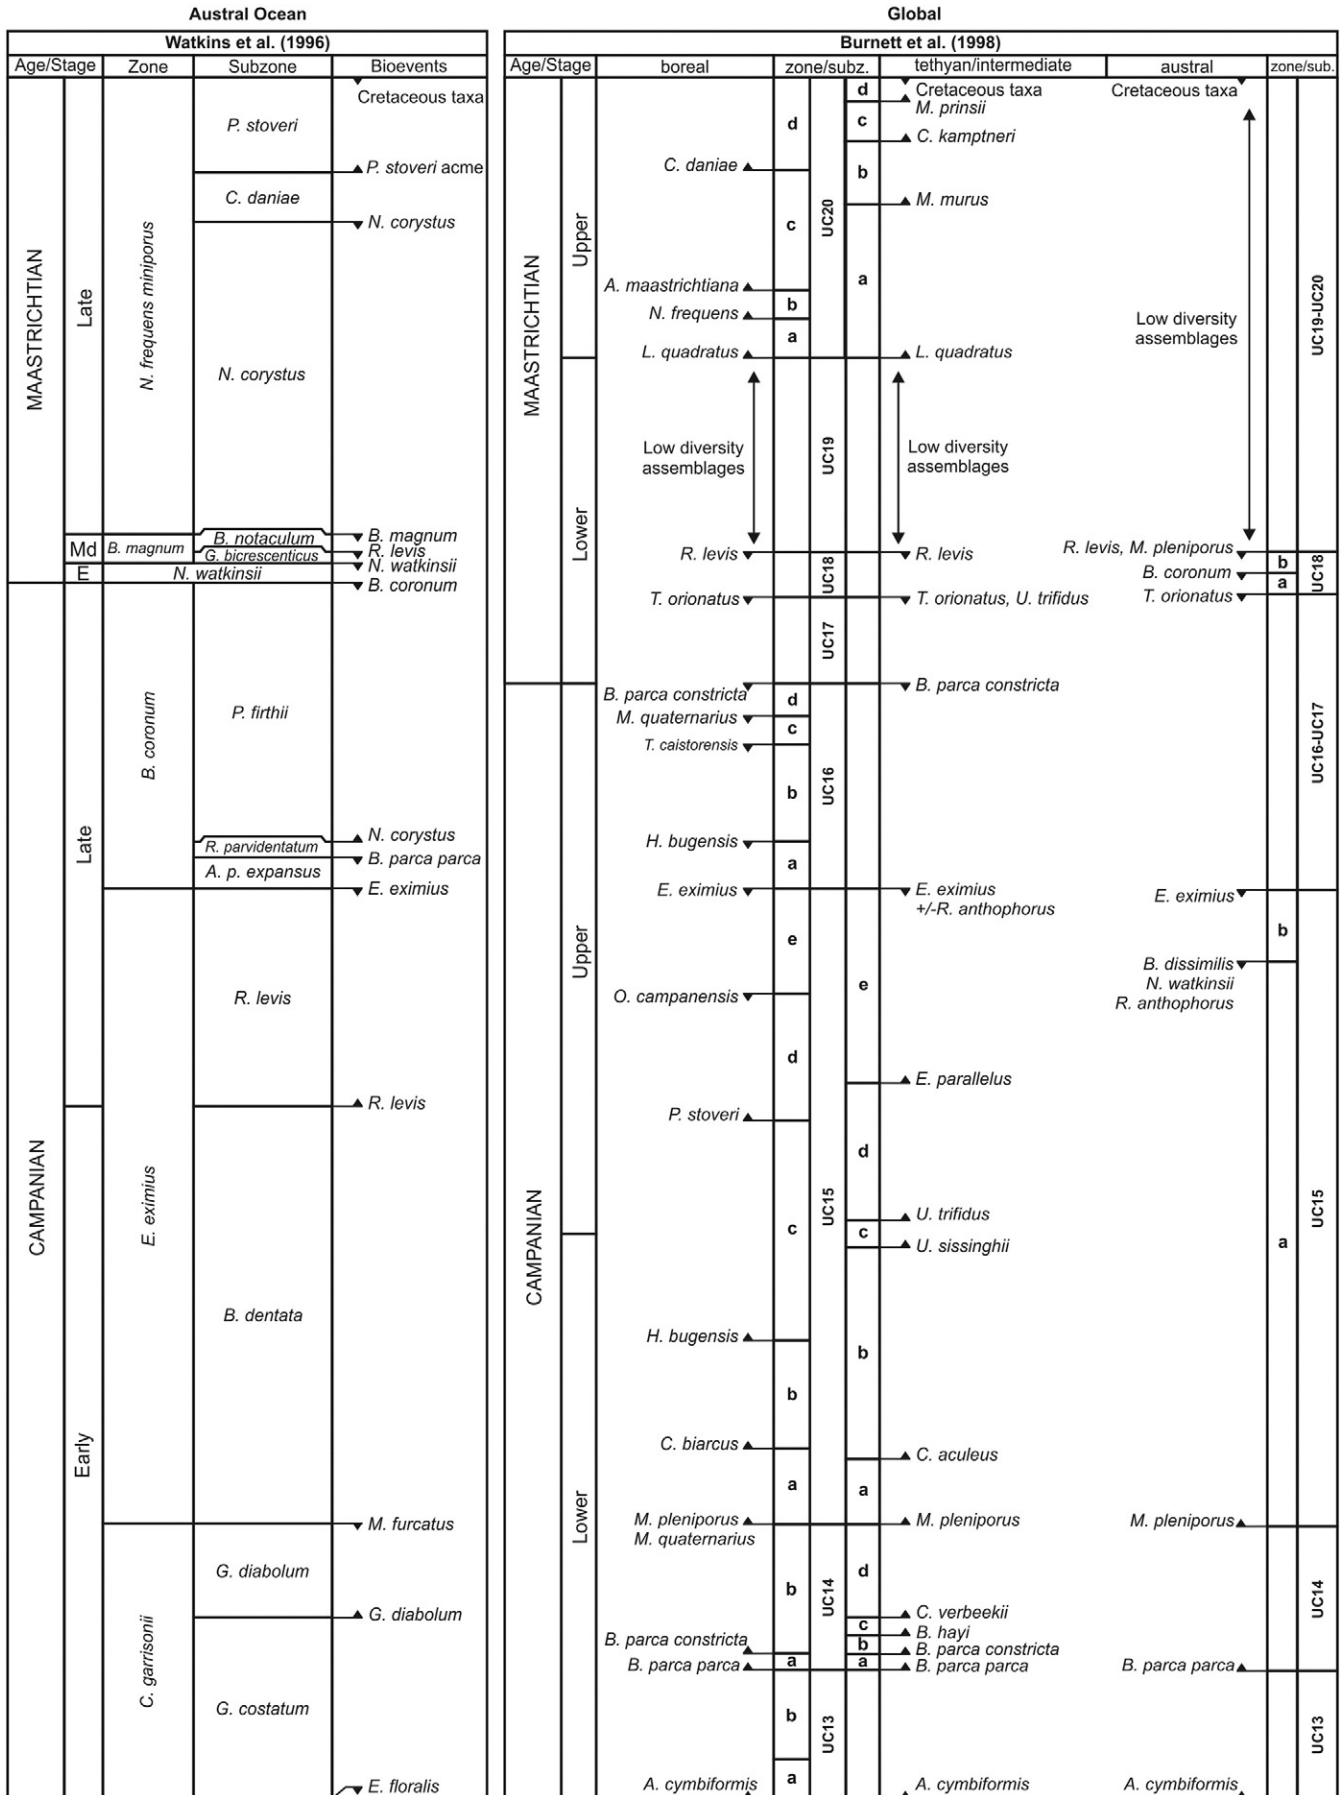 Austral Ocean
Global
Watkins et al. (1996)
Burnett et al. (1998)
Age/Stage
Zone
Subzone
Bioevents
Age/Stage
boreal
zone/subz.
tethyan/intermediate
austral
zone/sub.
MAASTRICHTIAN
CAMPANIAN
Late
Md
E
Late
Early
N. frequens miniporus
B. magnum
N. watkinsii
B. coronum
E. eximius
C. garrisonii
P. stoveri
C. daniae
N. corystus
B. notaculum
G. bicrescenticus
P. firthii
R. parvidentatum
A. p. expansus
R. levis
B. dentata
G. diabolum
G. costatum
Cretaceous taxa
P. stoveri acme
N. corystus
B. magnum
R. levis
N. watkinsii
B. coronum
N. corystus
B. parca parca
E. eximius
R. levis
M. furcatus
G. diabolum
E. floralis
MAASTRICHTIAN
CAMPANIAN
Upper
Lower
Upper
Lower
C. daniae
A. maastrichtiana
N. frequens
L. quadratus
Low diversity
assemblages
R. levis
T. orionatus
B. parca constricta
M. quaternarius
T. caistorensis
H. bugensis
E. eximius
O. campanensis
P. stoveri
H. bugensis
C. biarcus
M. pleniporus
M. quaternarius
B. parca constricta
B. parca parca
A. cymbiformis
d
c
b
a
d
c
b
a
e
d
c
b
a
b
a
b
a
UC20
UC19
UC18
UC17
UC16
UC15
UC14
UC13
d
c
b
a
e
d
c
b
a
d
c
b
a
Cretaceous taxa
M. prinsii
C. kamptneri
M. murus
L. quadratus
Low diversity
assemblages
R. levis
T. orionatus, U. trifidus
B. parca constricta
E. eximius
+/-R. anthophorus
E. parallelus
U. trifidus
U. sissinghii
C. aculeus
M. pleniporus
C. verbeekii
B. hayi
B. parca constricta
B. parca parca
A. cymbiformis
Cretaceous taxa
Low diversity
assemblages
R. levis, M. pleniporus
B. coronum
T. orionatus
E. eximius
B. dissimilis
N. watkinsii
R. anthophorus
M. pleniporus
B. parca parca
A. cymbiformis
b
a
b
a
UC19-UC20
UC18
UC16-UC17
UC15
UC14
UC13